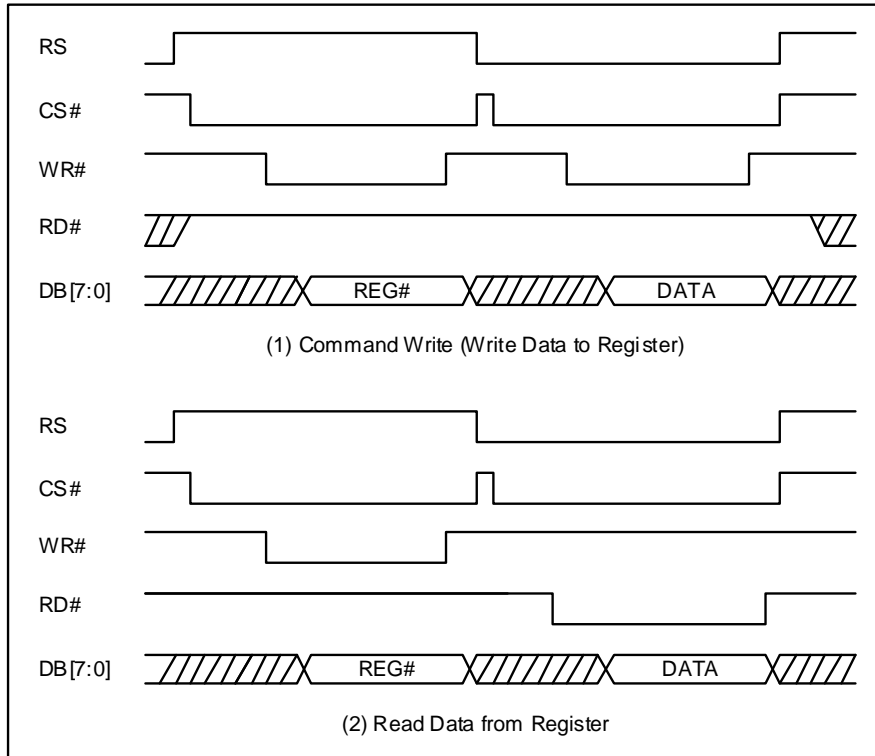 RS
CS#
WR#
RD#
DB[7:0] REG# DATA
(1) Command Write (Write Data to Register)
RS
CS#
WR#
RD#
DB[7:0] REG# DATA
(2) Read Data from Register